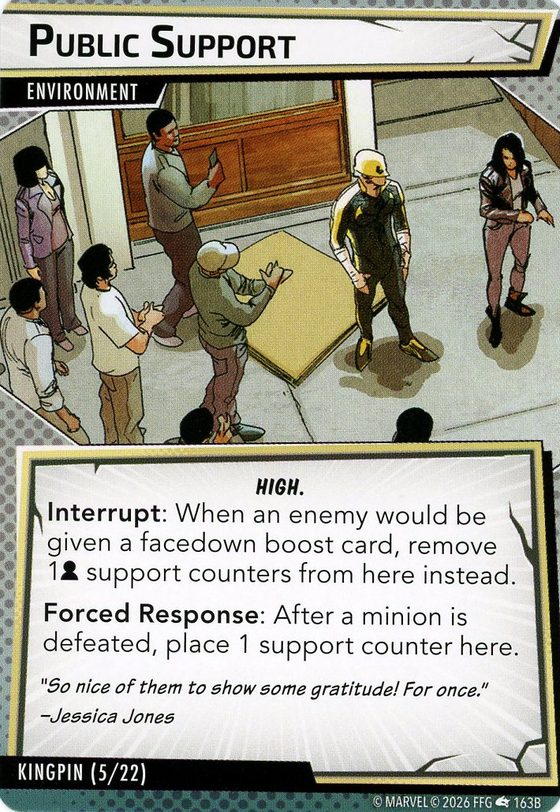 PUBLIC SUPPORT
ENVIRONMENT
HIGH.
Interrupt: When an enemy would be
given a facedown boost card, remove
1 support counters from here instead.
Forced Response: After a minion is
defeated, place 1 support counter here.
"So nice of them to show some gratitude! For once."
–Jessica Jones
KINGPIN (5/22)
© MARVEL © 2026 FFG 163B